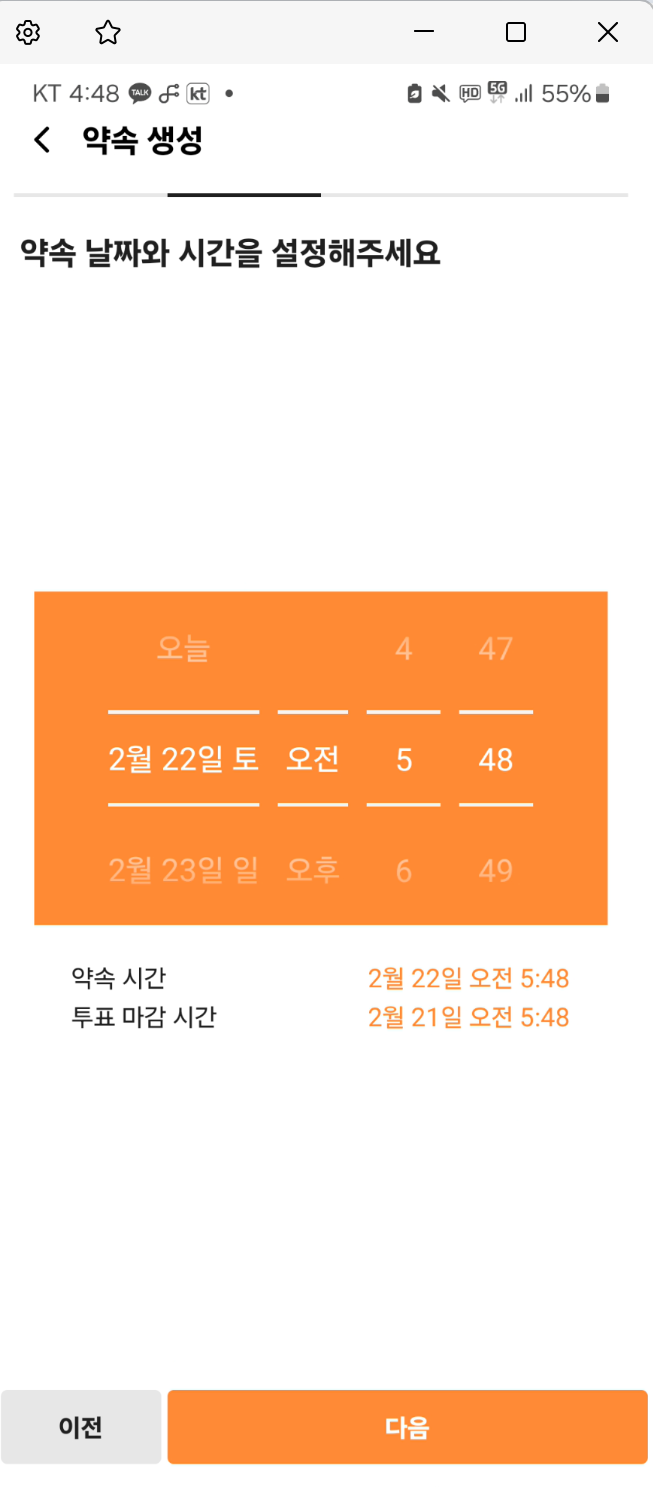 KT 4:48 TALK kt HD 5G 55%
약속 생성
약속 날짜와 시간을 설정해주세요
오늘 4 47
2월 22일 토 오전 5 48
2월 23일 일 오후 6 49
약속 시간 2월 22일 오전 5:48
투표 마감 시간 2월 21일 오전 5:48
이전 다음